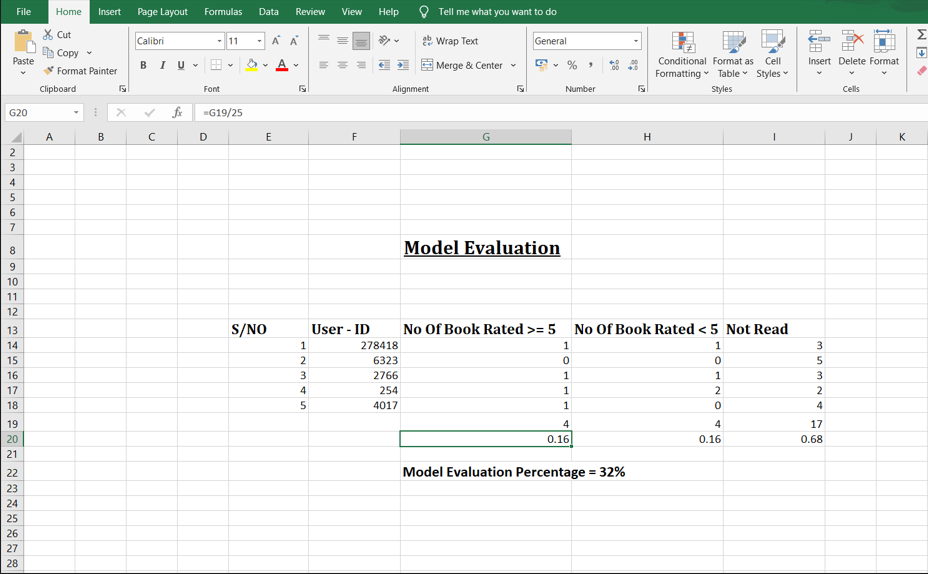 File Home Insert Page Layout Formulas Data Review View Help Tell me what you want to do
Paste
Cut
Copy
Format Painter
Clipboard
Calibri 11 A A
B I U A
Font
ab Wrap Text
Merge & Center
Alignment
General
% , .00
Number
Conditional Formatting
Format as Table
Cell Styles
Styles
Insert Delete Format
Cells
Σ
G20 fx =G19/25
A B C D E F G H I J K
2
3
4
5
6
7
8 Model Evaluation
9
10
11
12
13 S/NO User - ID No Of Book Rated >= 5 No Of Book Rated < 5 Not Read
14 1 278418 1 1 3
15 2 6323 0 0 5
16 3 2766 1 1 3
17 4 254 1 2 2
18 5 4017 1 0 4
19 4 4 17
20 0.16 0.16 0.68
21
22 Model Evaluation Percentage = 32%
23
24
25
26
27
28